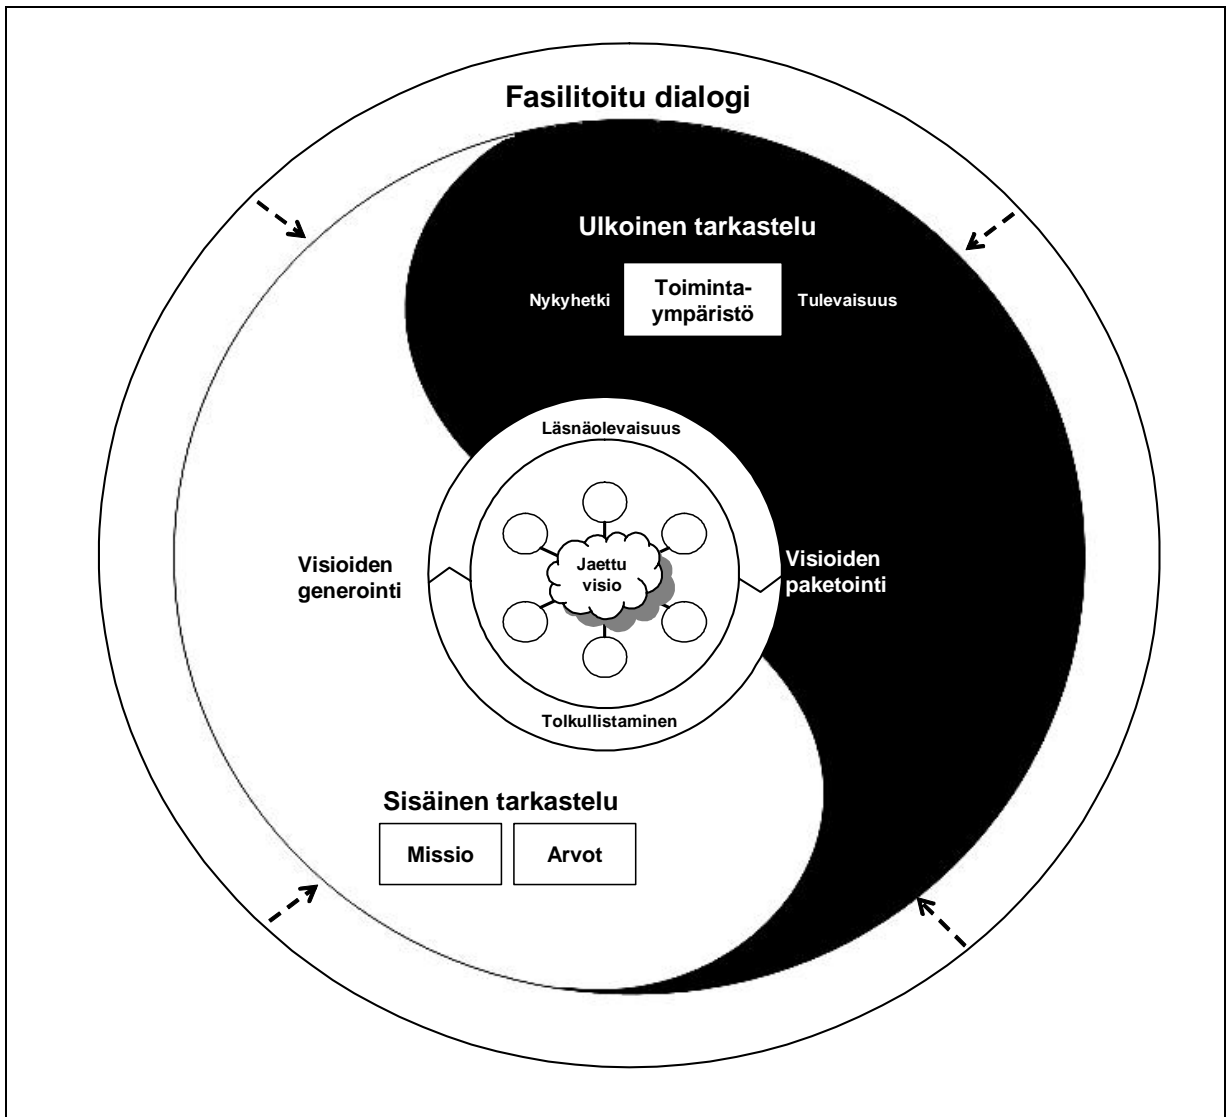 Fasilitoitu dialogi
Ulkoinen tarkastelu
Nykyhetki
Toiminta-
ympäristö
Tulevaisuus
Läsnäolevaisuus
Visioiden
generointi
Jaettu
visio
Visioiden
paketointi
Tolkullistaminen
Sisäinen tarkastelu
Missio
Arvot